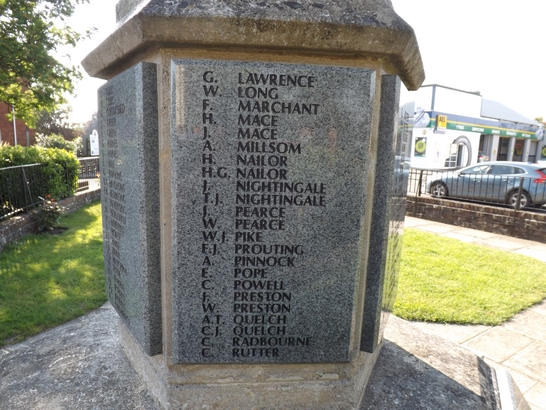 G. LAWRENCE
W. LONG
F. MARCHANT
H. MACE
J. MACE
A. MILLSOM
H. NAILOR
H.G. NAILOR
J. NIGHTINGALE
T.J. NIGHTINGALE
J. PEARCE
W. PEARCE
W.J. PIKE
F.J. PROUTING
A. PINNOCK
E. POPE
C. POWELL
F. PRESTON
W. PRESTON
A.T. QUELCH
C.J. QUELCH
C. RADBOURNE
C. RUTTER